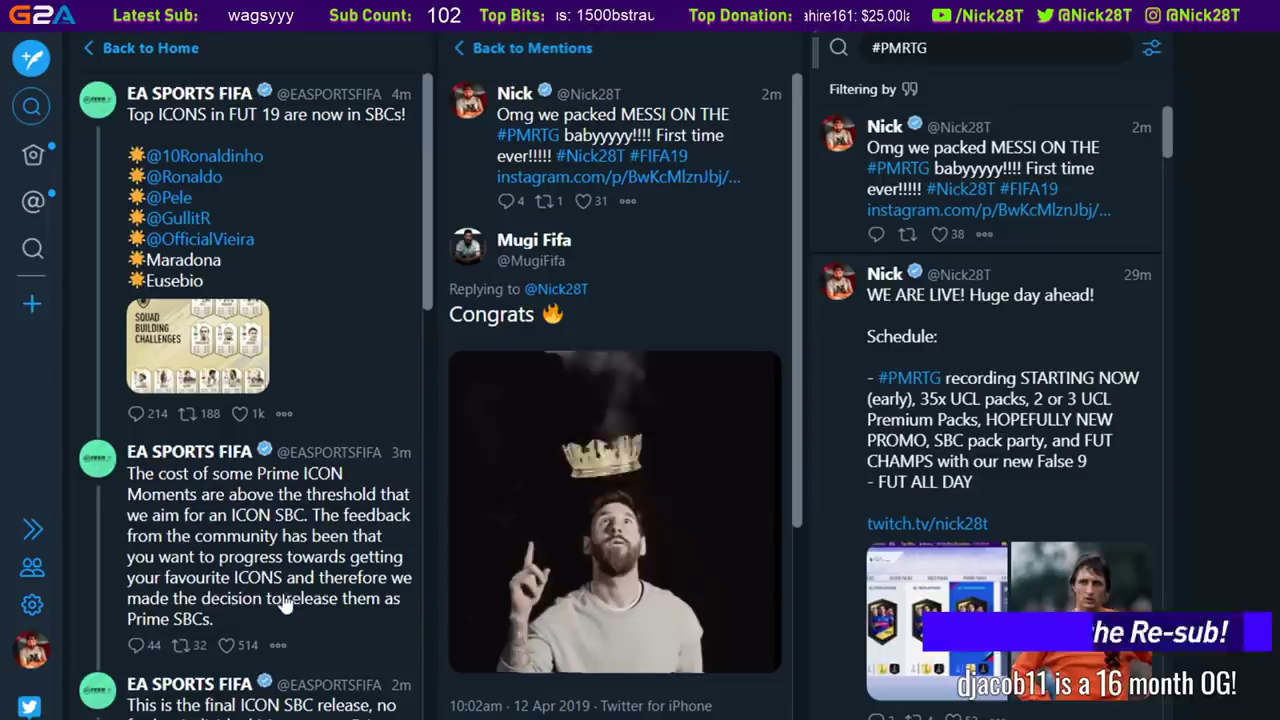 G2A Latest Sub: wagsyyy Sub Count: 102 Top Bits: is: 1500bstrau Top Donation: ahire161: $25.00 /Nick28T @Nick28T @Nick28T
Back to Home
EA SPORTS FIFA @EASPORTSFIFA 4m
Top ICONS in FUT 19 are now in SBCs!
@10Ronaldinho
@Ronaldo
@Pele
@GullitR
@OfficialVieira
Maradona
Eusebio
SQUAD
BUILDING
CHALLENGES
214 188 1k
EA SPORTS FIFA @EASPORTSFIFA 3m
The cost of some Prime ICON
Moments are above the threshold that
we aim for an ICON SBC. The feedback
from the community has been that
you want to progress towards getting
your favourite ICONS and therefore we
made the decision to release them as
Prime SBCs.
44 32 514
EA SPORTS FIFA @EASPORTSFIFA 2m
This is the final ICON SBC release, no
Back to Mentions
Nick @Nick28T 2m
Omg we packed MESSI ON THE
#PMRTG babyyyyy!!!! First time
ever!!!!! #Nick28T #FIFA19
instagram.com/p/BwKcMlznJbj/...
4 1 31
Mugi Fifa
@MugiFifa
Replying to @Nick28T
Congrats 🔥
10:02am · 12 Apr 2019 · Twitter for iPhone
#PMRTG
Filtering by
Nick @Nick28T 2m
Omg we packed MESSI ON THE
#PMRTG babyyyyy!!!! First time
ever!!!!! #Nick28T #FIFA19
instagram.com/p/BwKcMlznJbj/...
38
Nick @Nick28T 29m
WE ARE LIVE! Huge day ahead!
Schedule:
- #PMRTG recording STARTING NOW
(early), 35x UCL packs, 2 or 3 UCL
Premium Packs, HOPEFULLY NEW
PROMO, SBC pack party, and FUT
CHAMPS with our new False 9
- FUT ALL DAY
twitch.tv/nick28t
he Re-sub!
djacob11 is a 16 month OG!